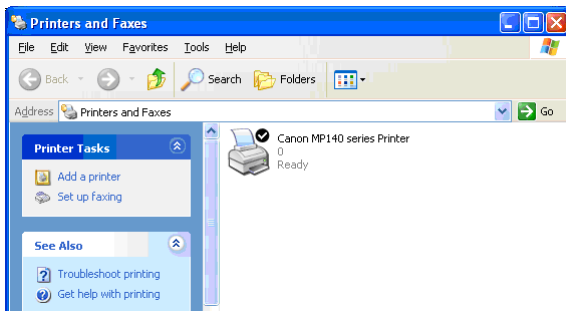 Printers and Faxes
File Edit View Favorites Tools Help
Back Search Folders
Address Printers and Faxes Go
Printer Tasks
Add a printer
Set up faxing
See Also
Troubleshoot printing
Get help with printing
Canon MP140 series Printer
0
Ready